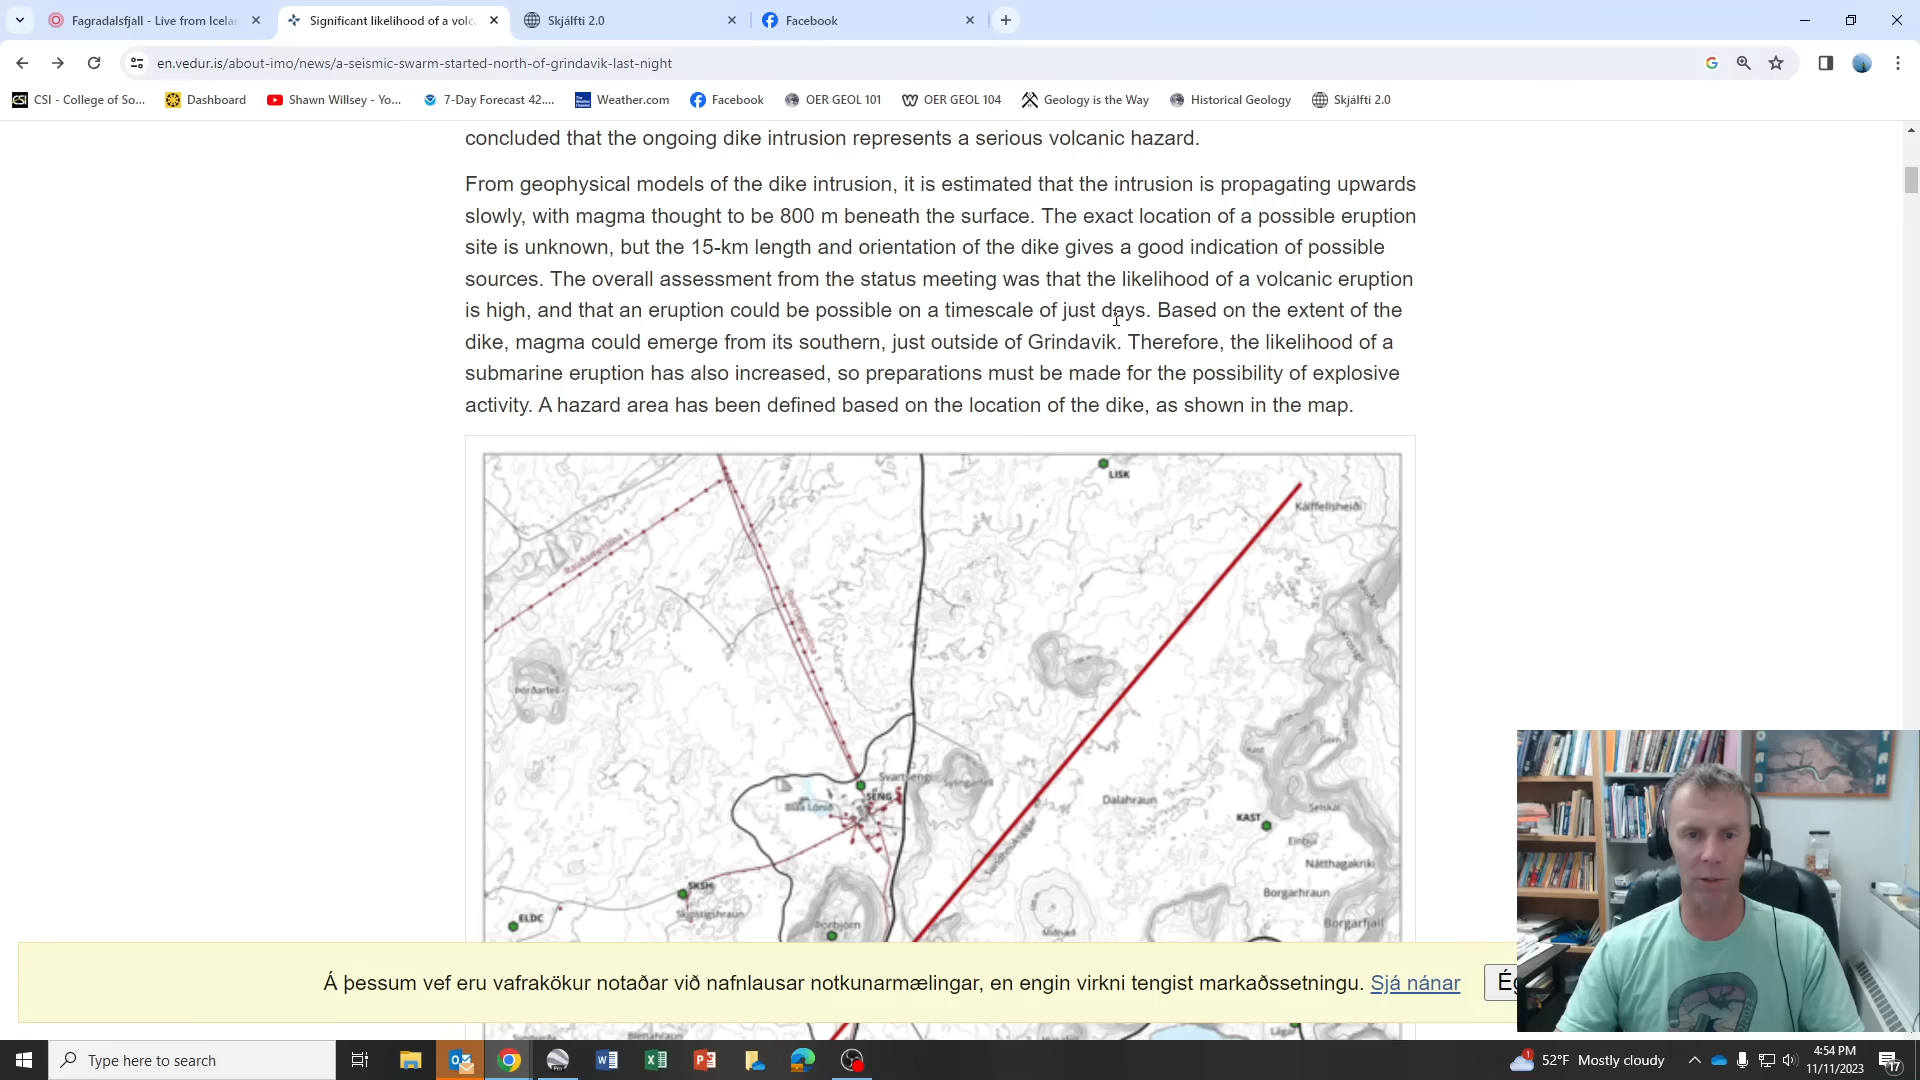 Fagradalsfjall - Live from Icelan
Significant likelihood of a volca
Skjálfti 2.0
Facebook
en.vedur.is/about-imo/news/a-seismic-swarm-started-north-of-grindavik-last-night
CSI - College of So...
Dashboard
Shawn Willsey - Yo...
7-Day Forecast 42....
Weather.com
Facebook
OER GEOL 101
OER GEOL 104
Geology is the Way
Historical Geology
Skjálfti 2.0
concluded that the ongoing dike intrusion represents a serious volcanic hazard.
From geophysical models of the dike intrusion, it is estimated that the intrusion is propagating upwards
slowly, with magma thought to be 800 m beneath the surface. The exact location of a possible eruption
site is unknown, but the 15-km length and orientation of the dike gives a good indication of possible
sources. The overall assessment from the status meeting was that the likelihood of a volcanic eruption
is high, and that an eruption could be possible on a timescale of just days. Based on the extent of the
dike, magma could emerge from its southern, just outside of Grindavik. Therefore, the likelihood of a
submarine eruption has also increased, so preparations must be made for the possibility of explosive
activity. A hazard area has been defined based on the location of the dike, as shown in the map.
LISK
Kálffellsheiði
Þórðarfell
Svartsengi
Sýlingarfell
SENG
Bláa Lónið
Dalahraun
Selskál
KAST
Einbúi
Nátthagakriki
SKSH
Skipstigshraun
Borgarhraun
ELDC
Þorbjörn
Borgarfjall
Á þessum vef eru vafrakökur notaðar við nafnlausar notkunarmælingar, en engin virkni tengist markaðssetningu. Sjá nánar
Type here to search
52°F Mostly cloudy
4:54 PM
11/11/2023
17